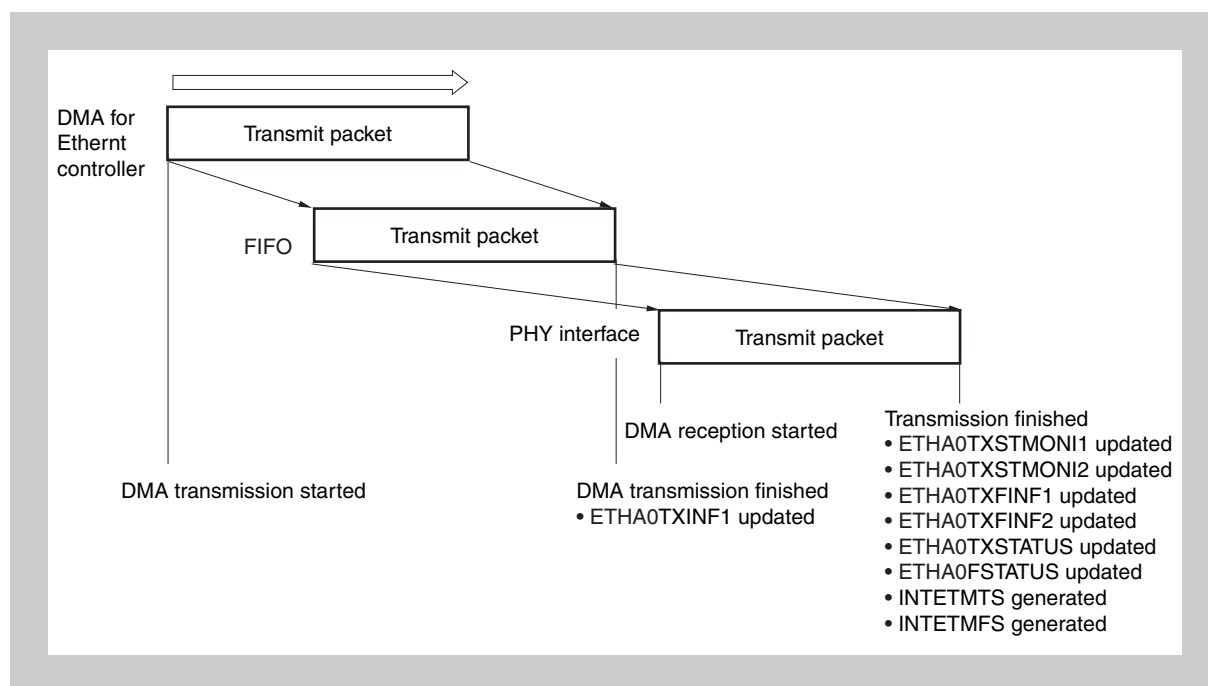 DMA for
Ethernt
controller
Transmit packet
FIFO
Transmit packet
PHY interface
Transmit packet
DMA reception started
DMA transmission started
DMA transmission finished
• ETHA0TXINF1 updated
Transmission finished
• ETHA0TXSTMONI1 updated
• ETHA0TXSTMONI2 updated
• ETHA0TXFINF1 updated
• ETHA0TXFINF2 updated
• ETHA0TXSTATUS updated
• ETHA0FSTATUS updated
• INTETMTS generated
• INTETMFS generated